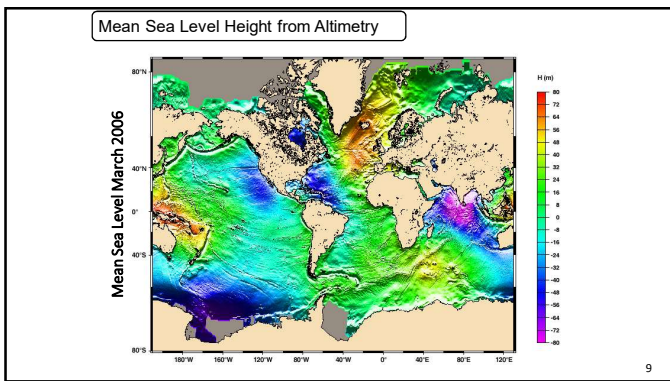 Mean Sea Level Height from Altimetry
Mean Sea Level March 2006
80°N
40°N
0°
40°S
80°S
180°W 140°W 120°W 80°W 40°W 0° 40°E 80°E 120°E
H (m)
80
72
64
56
48
40
32
24
16
8
0
-8
-16
-24
-32
-40
-48
-56
-64
-72
-80
9